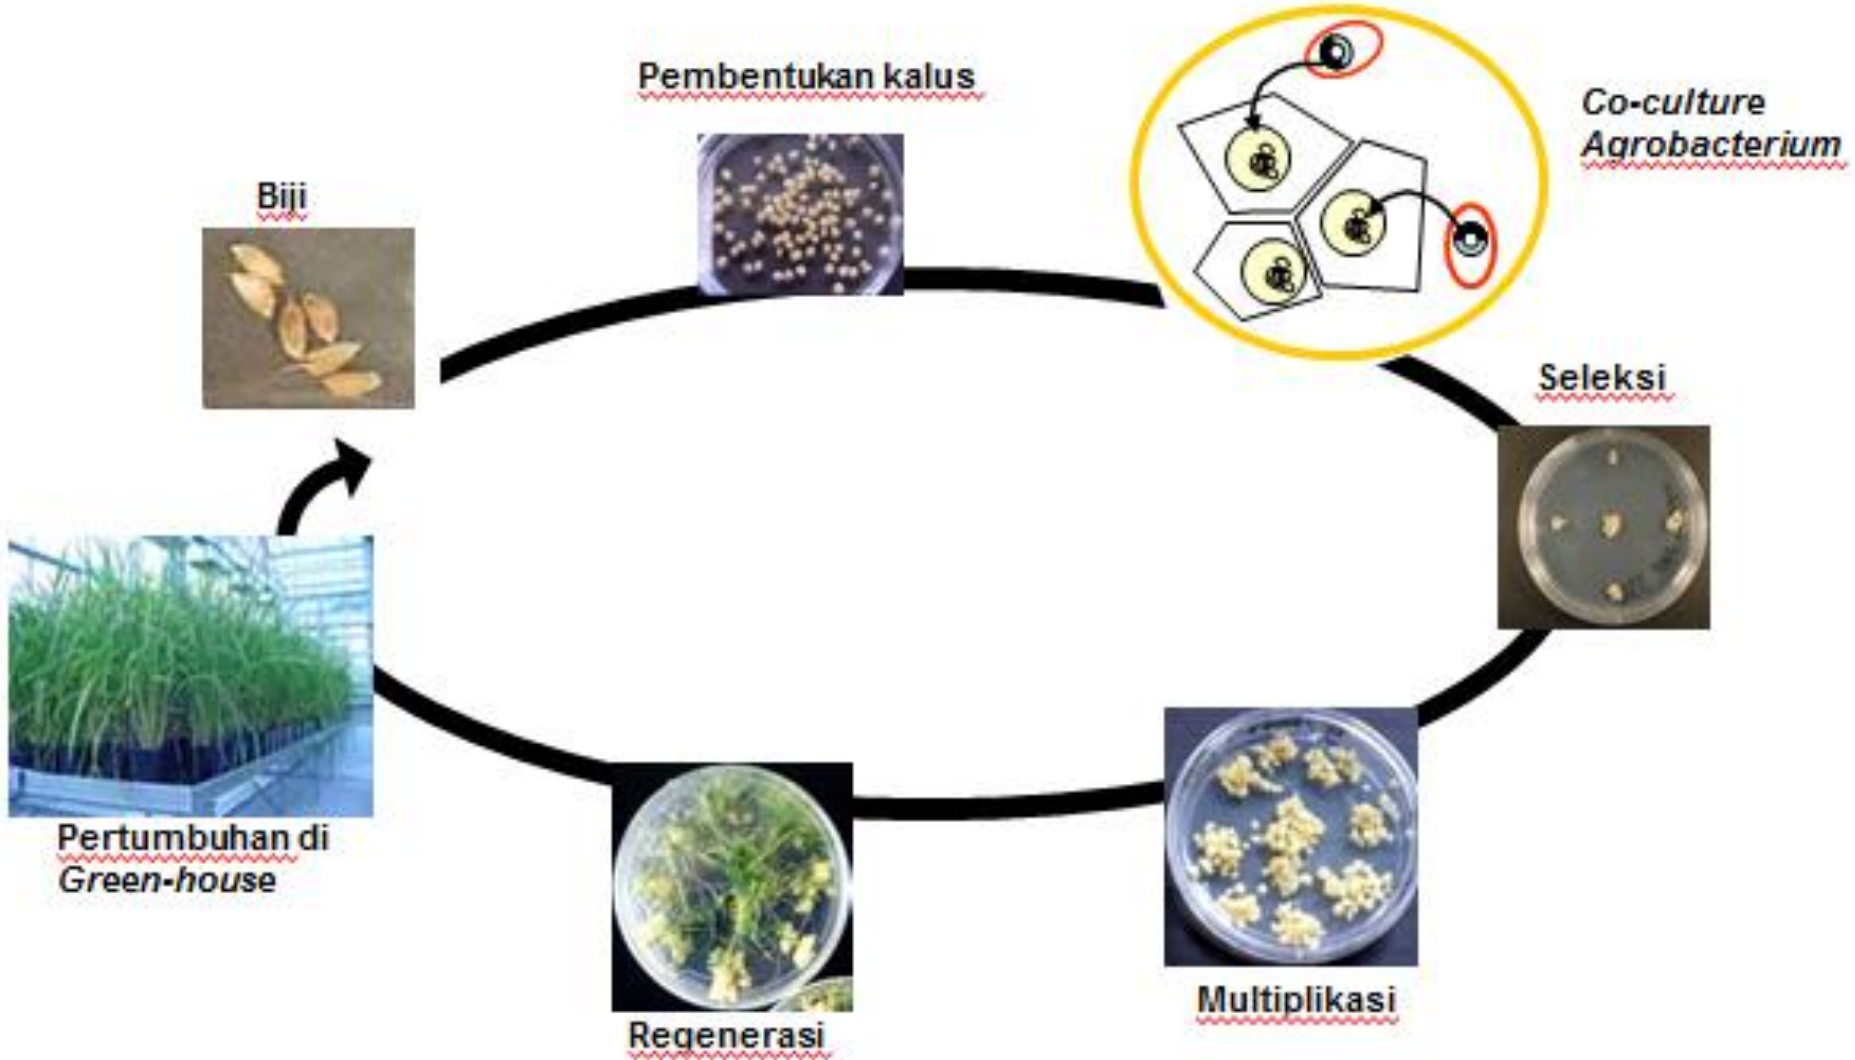 Pembentukan kalus
Co-culture
Agrobacterium
Biji
Seleksi
Pertumbuhan di
Green-house
Multiplikasi
Regenerasi